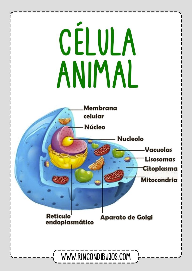 CÉLULA
ANIMAL
Membrana
celular
Núcleo
Nucleolo
Vacuolas
Lisosomas
Citoplasma
Mitocondria
Retículo
endoplasmático
Aparato de Golgi
WWW.RINCONDIBUJOS.COM